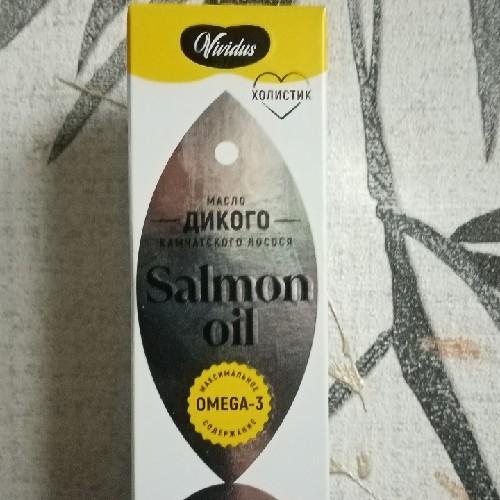 Vividus
ХОЛИСТИК
МАСЛО
ДИКОГО
КАМЧАТСКОГО ЛОСОСЯ
Salmon
oil
МАКСИМАЛЬНОЕ
OMEGA-3
СОДЕРЖАНИЕ